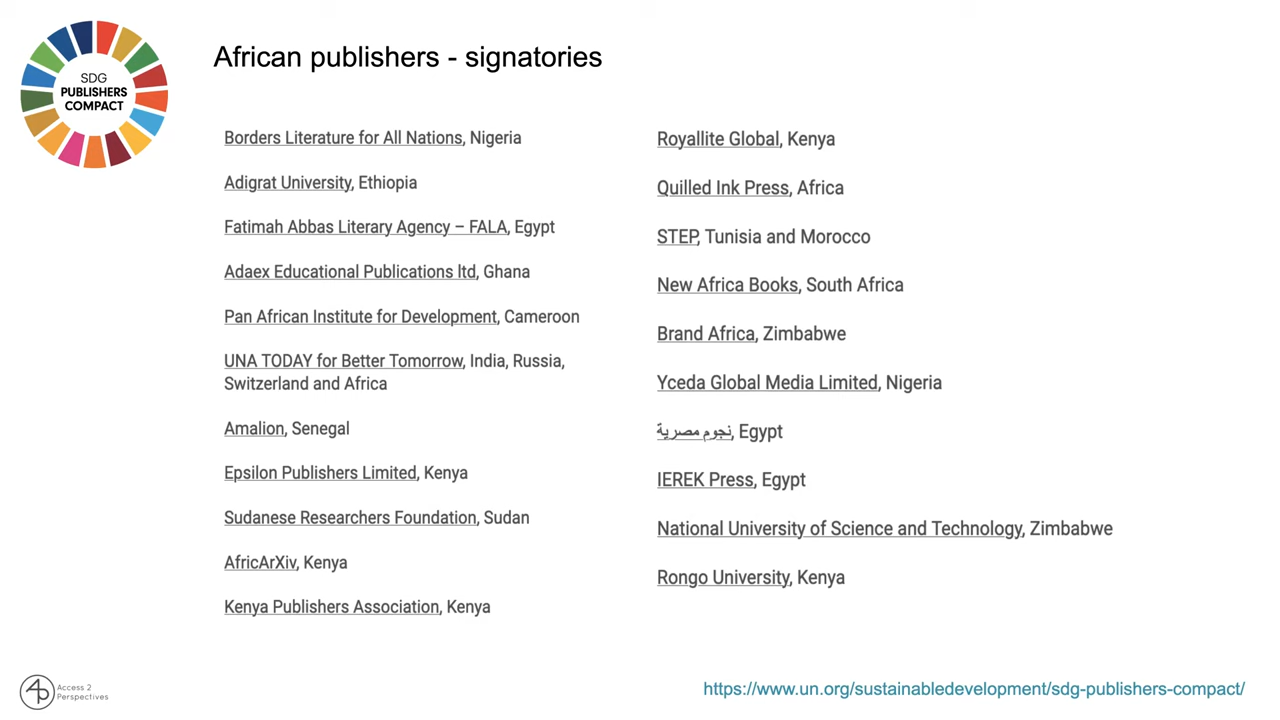 SDG
PUBLISHERS
COMPACT
African publishers - signatories
Borders Literature for All Nations, Nigeria
Adigrat University, Ethiopia
Fatimah Abbas Literary Agency – FALA, Egypt
Adaex Educational Publications ltd, Ghana
Pan African Institute for Development, Cameroon
UNA TODAY for Better Tomorrow, India, Russia,
Switzerland and Africa
Amalion, Senegal
Epsilon Publishers Limited, Kenya
Sudanese Researchers Foundation, Sudan
AfricArXiv, Kenya
Kenya Publishers Association, Kenya
Royallite Global, Kenya
Quilled Ink Press, Africa
STEP, Tunisia and Morocco
New Africa Books, South Africa
Brand Africa, Zimbabwe
Yceda Global Media Limited, Nigeria
نجوم مصرية, Egypt
IEREK Press, Egypt
National University of Science and Technology, Zimbabwe
Rongo University, Kenya
Access 2
Perspectives
https://www.un.org/sustainabledevelopment/sdg-publishers-compact/